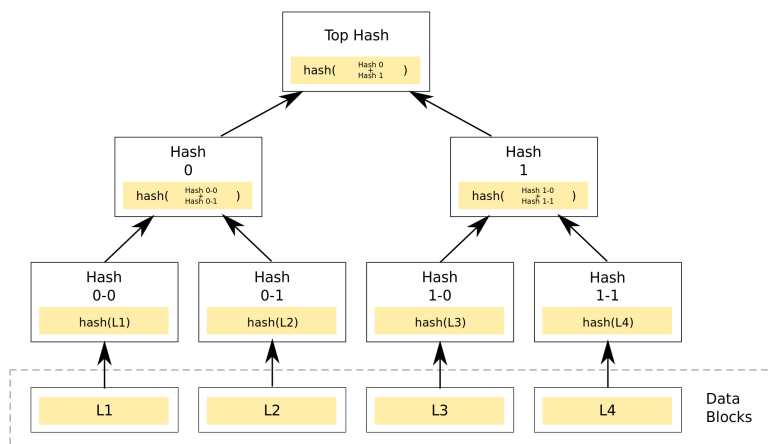 Top Hash
hash( Hash 0 + Hash 1 )
Hash
0
hash( Hash 0-0 + Hash 0-1 )
Hash
1
hash( Hash 1-0 + Hash 1-1 )
Hash
0-0
hash(L1)
Hash
0-1
hash(L2)
Hash
1-0
hash(L3)
Hash
1-1
hash(L4)
L1
L2
L3
L4
Data
Blocks